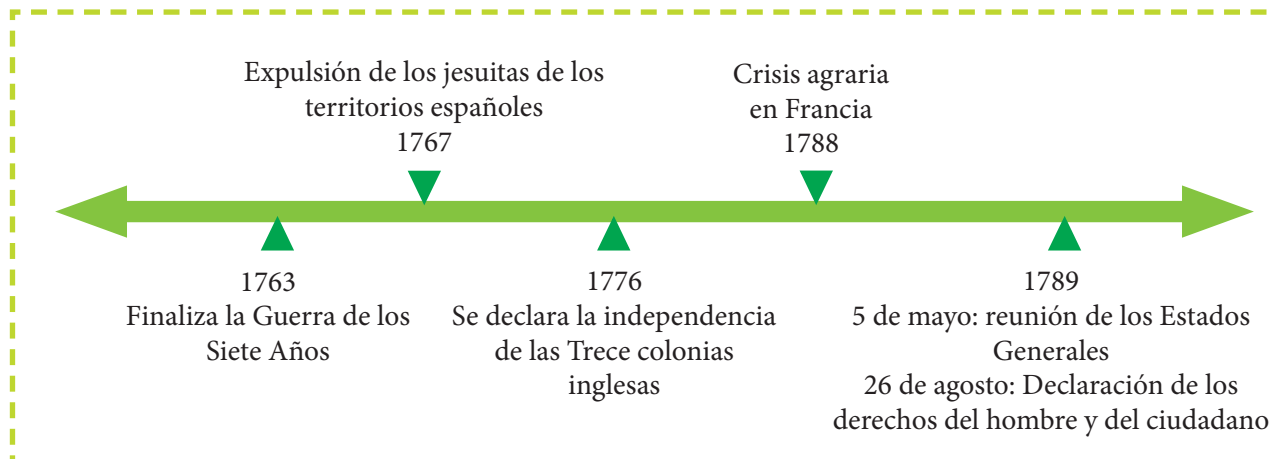 Expulsión de los jesuitas de los
territorios españoles
1767
Crisis agraria
en Francia
1788
1763
Finaliza la Guerra de los
Siete Años
1776
Se declara la independencia
de las Trece colonias
inglesas
1789
5 de mayo: reunión de los Estados
Generales
26 de agosto: Declaración de los
derechos del hombre y del ciudadano